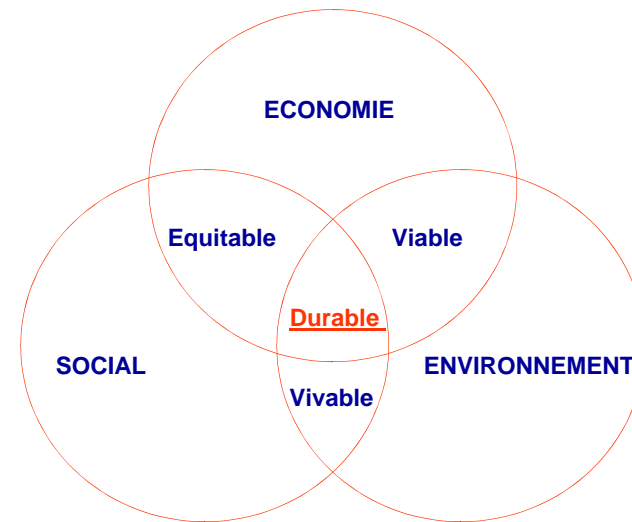 ECONOMIE
Equitable
Viable
Durable
SOCIAL
ENVIRONNEMENT
Vivable